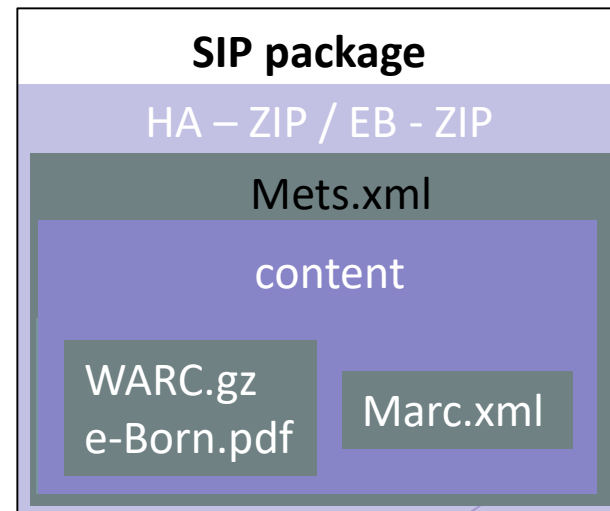 SIP package
HA – ZIP / EB - ZIP
Mets.xml
content
WARC.gz
e-Born.pdf
Marc.xml